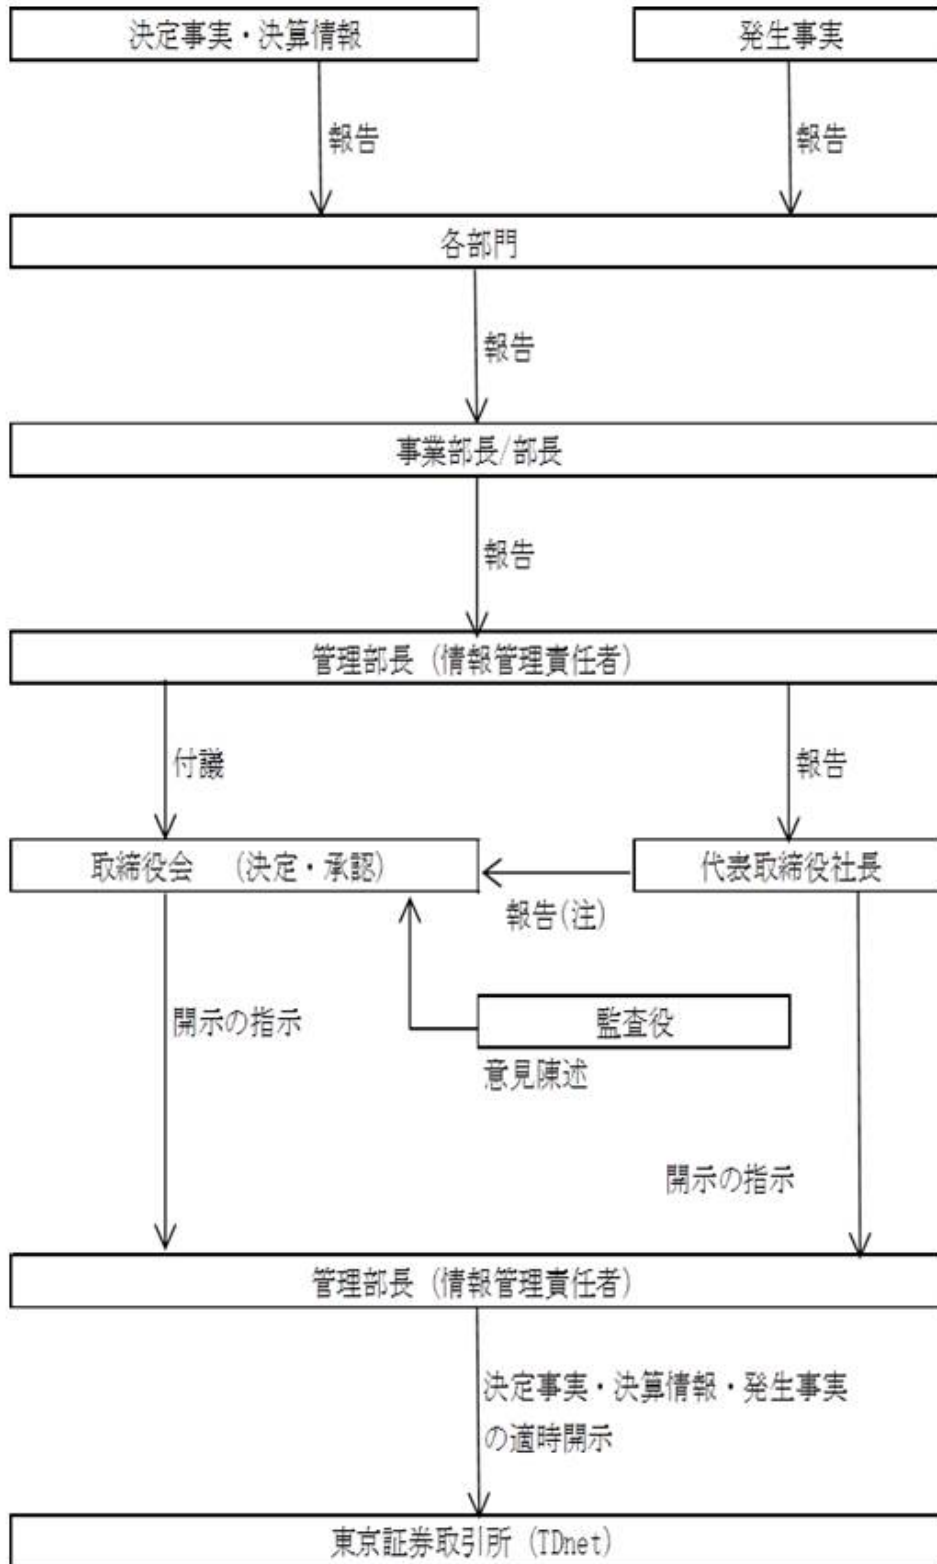 決定事実・決算情報
発生事実
報告
報告
各部門
報告
事業部長/部長
報告
管理部長（情報管理責任者）
付議
報告
取締役会　（決定・承認）
代表取締役社長
報告(注)
開示の指示
監査役
意見陳述
開示の指示
管理部長（情報管理責任者）
決定事実・決算情報・発生事実
の適時開示
東京証券取引所（TDnet）